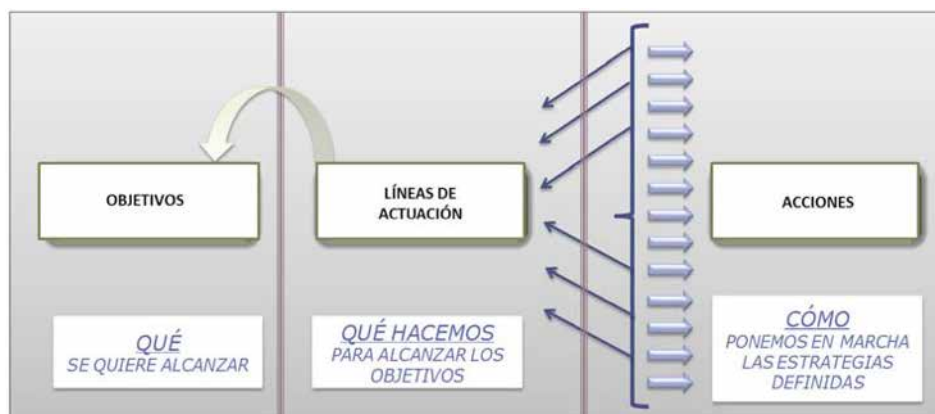 OBJETIVOS
LÍNEAS DE
ACTUACIÓN
ACCIONES
QUÉ
SE QUIERE ALCANZAR
QUÉ HACEMOS
PARA ALCANZAR LOS
OBJETIVOS
CÓMO
PONEMOS EN MARCHA
LAS ESTRATEGIAS
DEFINIDAS